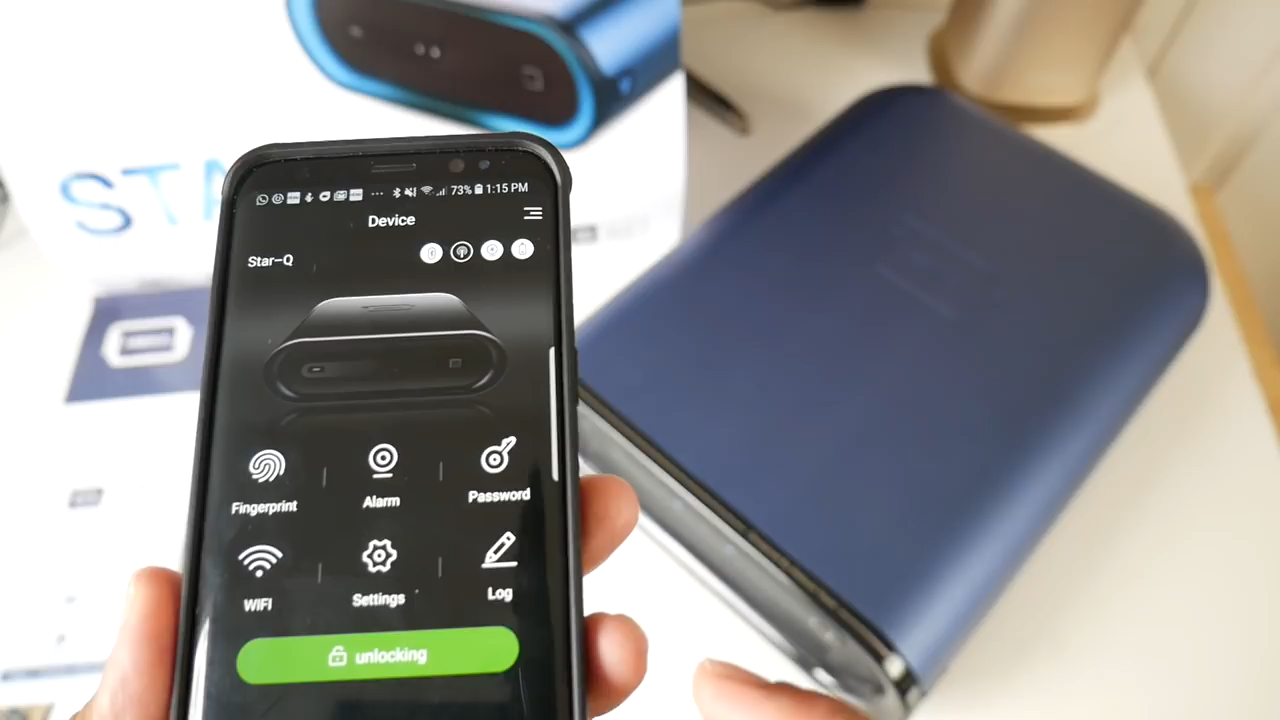 STA
73% 1:15 PM
Device
Star-Q
Fingerprint
Alarm
Password
WIFI
Settings
Log
unlocking